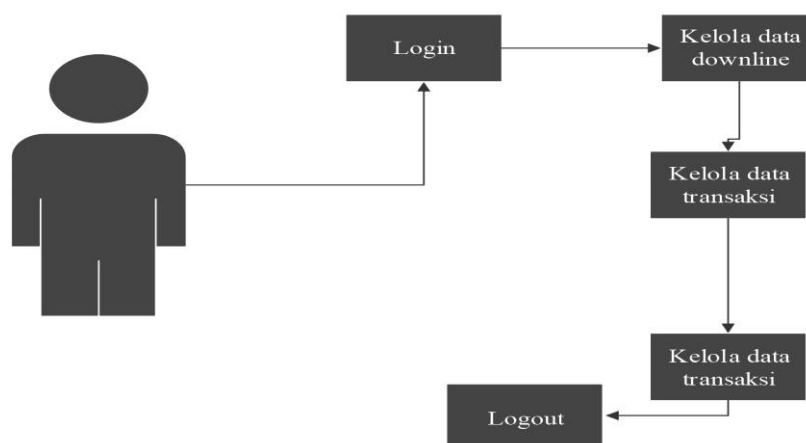 Login
Kelola data
downline
Kelola data
transaksi
Kelola data
transaksi
Logout